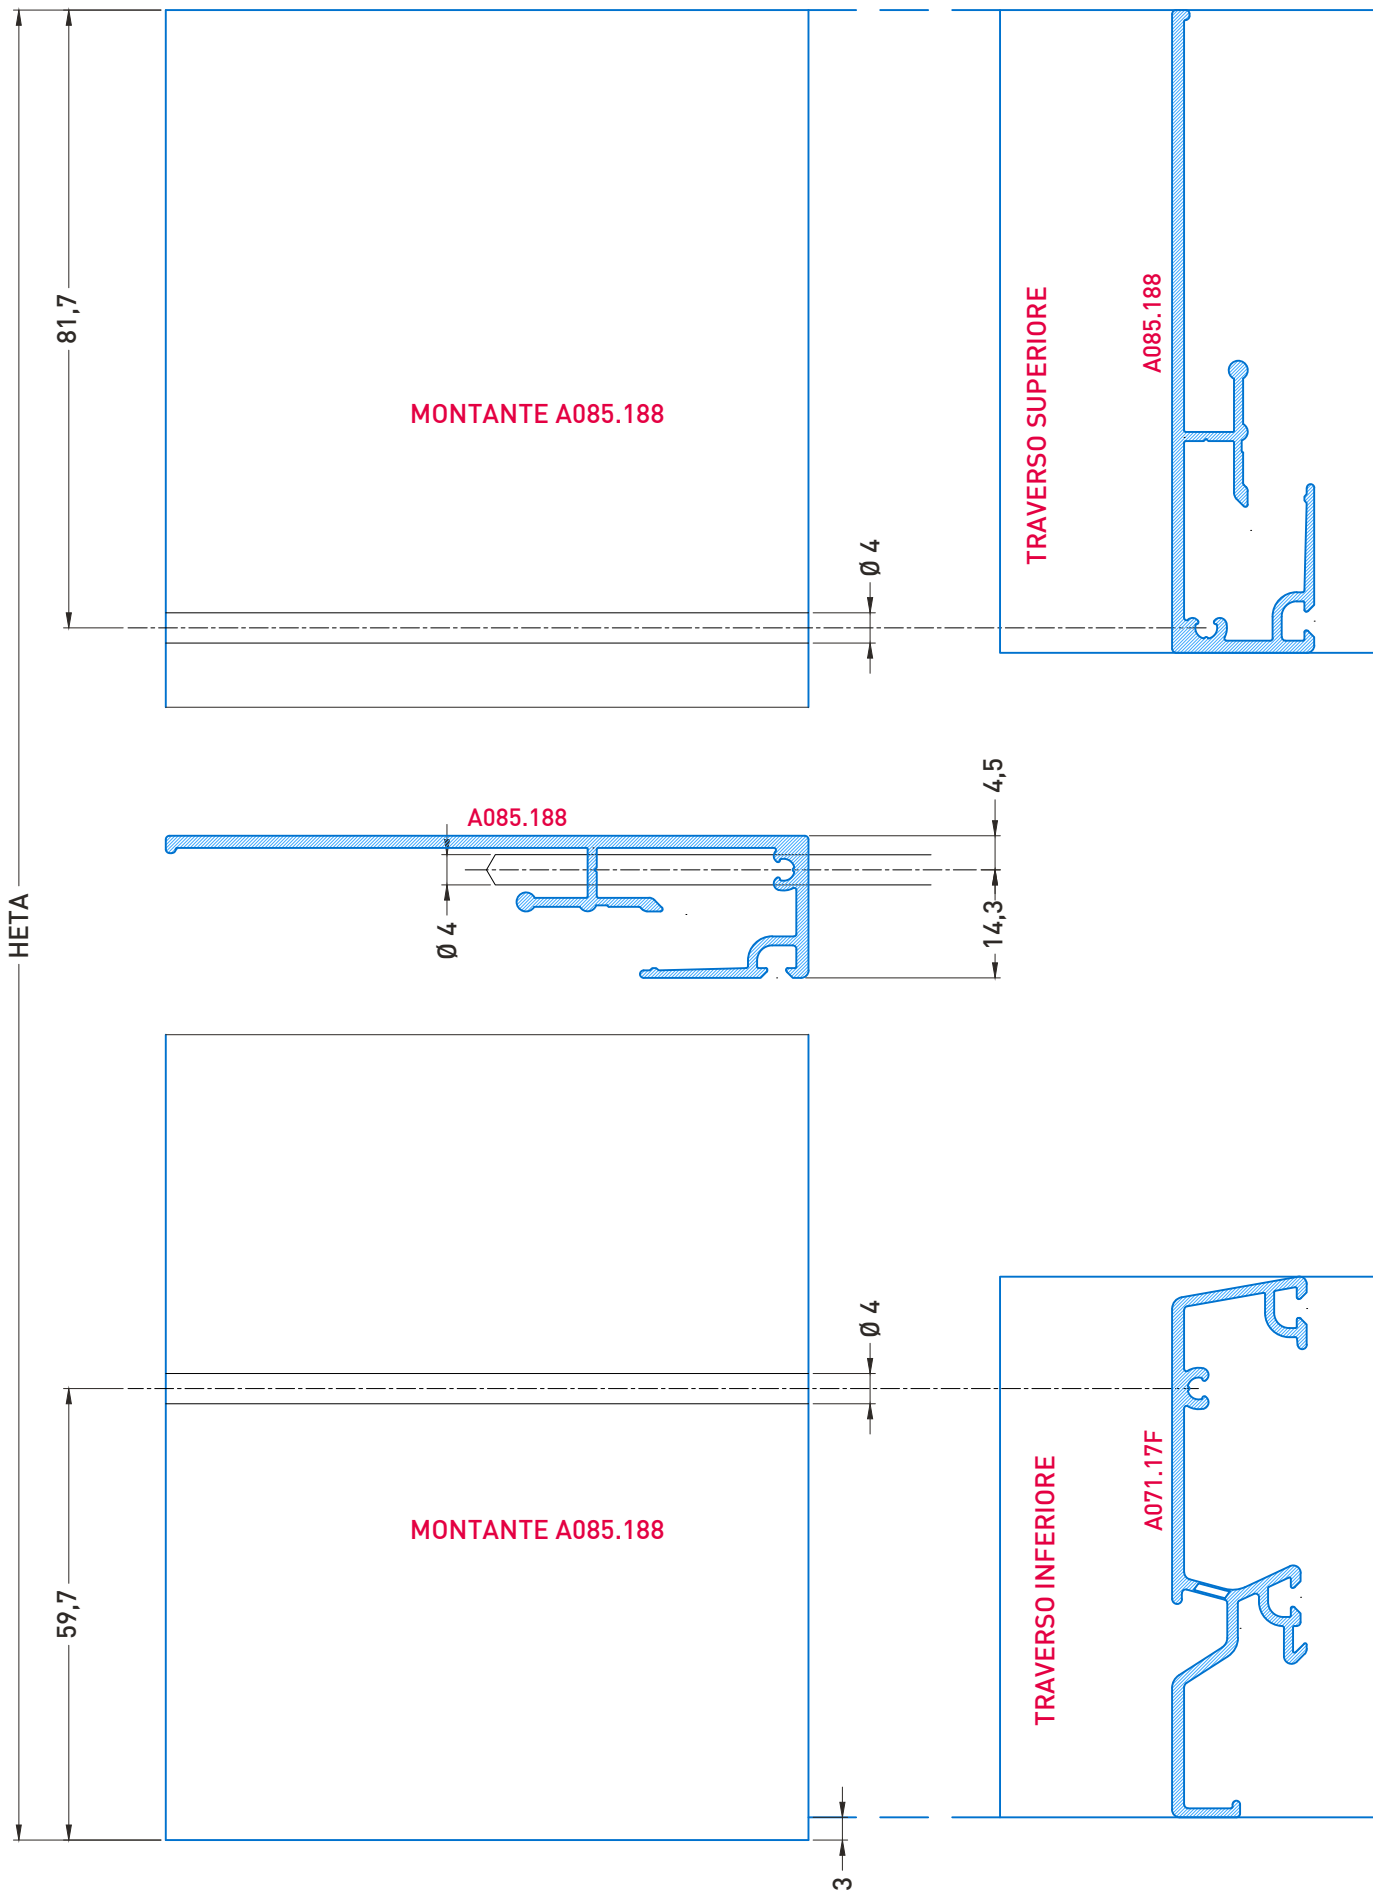 HETA
81,7
MONTANTE A085.188
Ø 4
TRAVERSO SUPERIORE
A085.188
A085.188
Ø 4
4,5
14,3
Ø 4
MONTANTE A085.188
59,7
3
TRAVERSO INFERIORE
A071.17F